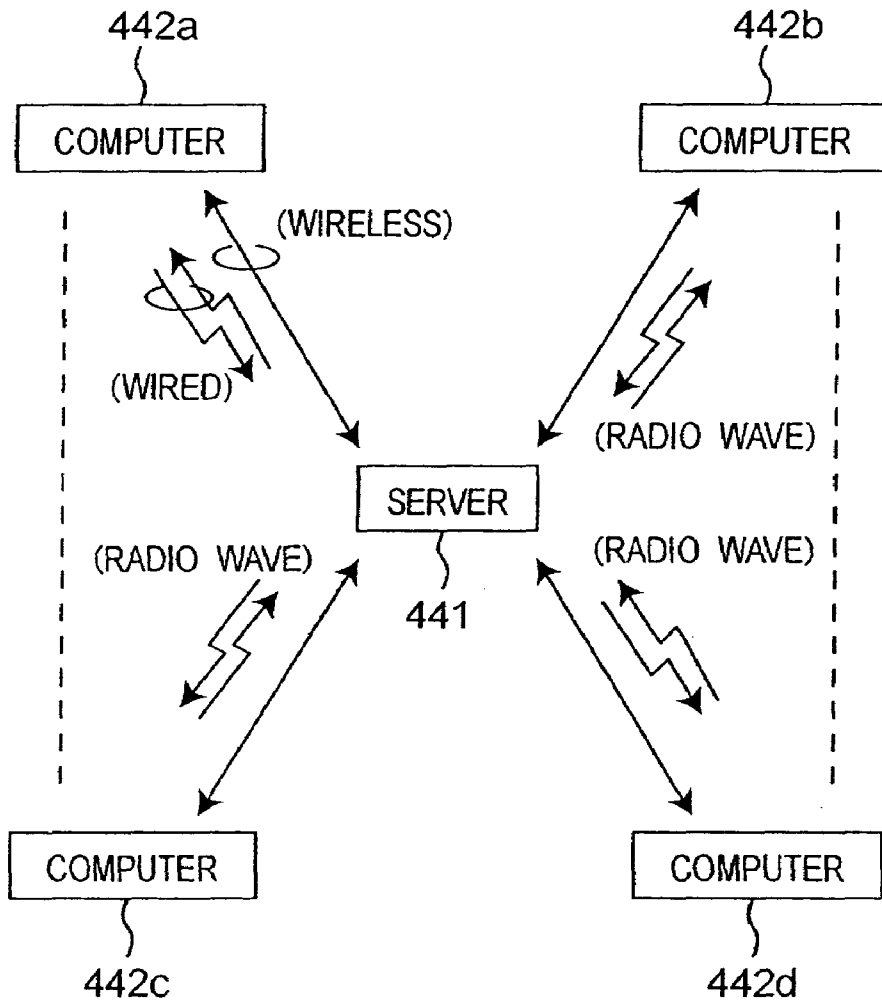 442a
442b
COMPUTER
COMPUTER
(WIRELESS)
(WIRED)
(RADIO WAVE)
SERVER
(RADIO WAVE)
(RADIO WAVE)
441
COMPUTER
COMPUTER
442c
442d